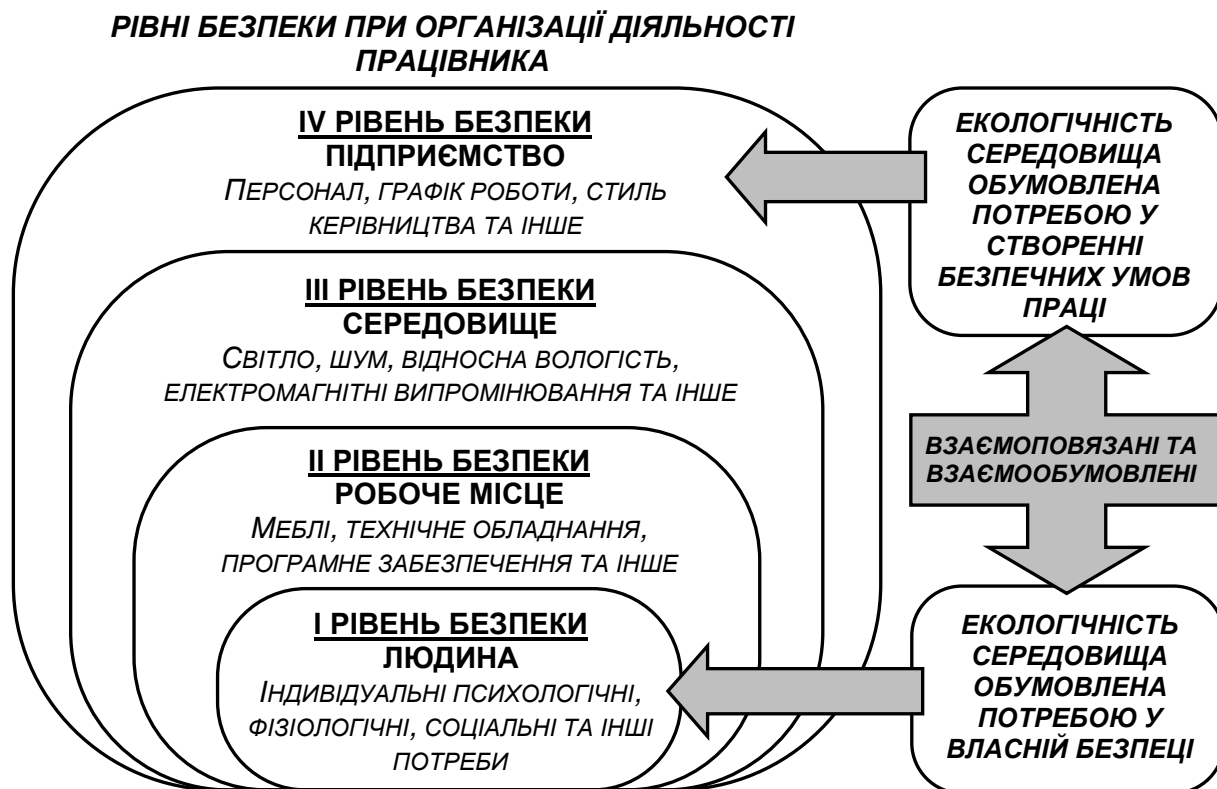 РІВНІ БЕЗПЕКИ ПРИ ОРГАНІЗАЦІЇ ДІЯЛЬНОСТІ
ПРАЦІВНИКА
IV РІВЕНЬ БЕЗПЕКИ
ПІДПРИЄМСТВО
ПЕРСОНАЛ, ГРАФІК РОБОТИ, СТИЛЬ
КЕРІВНИЦТВА ТА ІНШЕ
III РІВЕНЬ БЕЗПЕКИ
СЕРЕДОВИЩЕ
СВІТЛО, ШУМ, ВІДНОСНА ВОЛОГІСТЬ,
ЕЛЕКТРОМАГНІТНІ ВИПРОМІНЮВАННЯ ТА ІНШЕ
II РІВЕНЬ БЕЗПЕКИ
РОБОЧЕ МІСЦЕ
МЕБЛІ, ТЕХНІЧНЕ ОБЛАДНАННЯ,
ПРОГРАМНЕ ЗАБЕЗПЕЧЕННЯ ТА ІНШЕ
I РІВЕНЬ БЕЗПЕКИ
ЛЮДИНА
ІНДИВІДУАЛЬНІ ПСИХОЛОГІЧНІ,
ФІЗІОЛОГІЧНІ, СОЦІАЛЬНІ ТА ІНШІ
ПОТРЕБИ
ЕКОЛОГІЧНІСТЬ
СЕРЕДОВИЩА
ОБУМОВЛЕНА
ПОТРЕБОЮ У
СТВОРЕННІ
БЕЗПЕЧНИХ УМОВ
ПРАЦІ
ВЗАЄМОПОВЯЗАНІ ТА
ВЗАЄМООБУМОВЛЕНІ
ЕКОЛОГІЧНІСТЬ
СЕРЕДОВИЩА
ОБУМОВЛЕНА
ПОТРЕБОЮ У
ВЛАСНІЙ БЕЗПЕЦІ